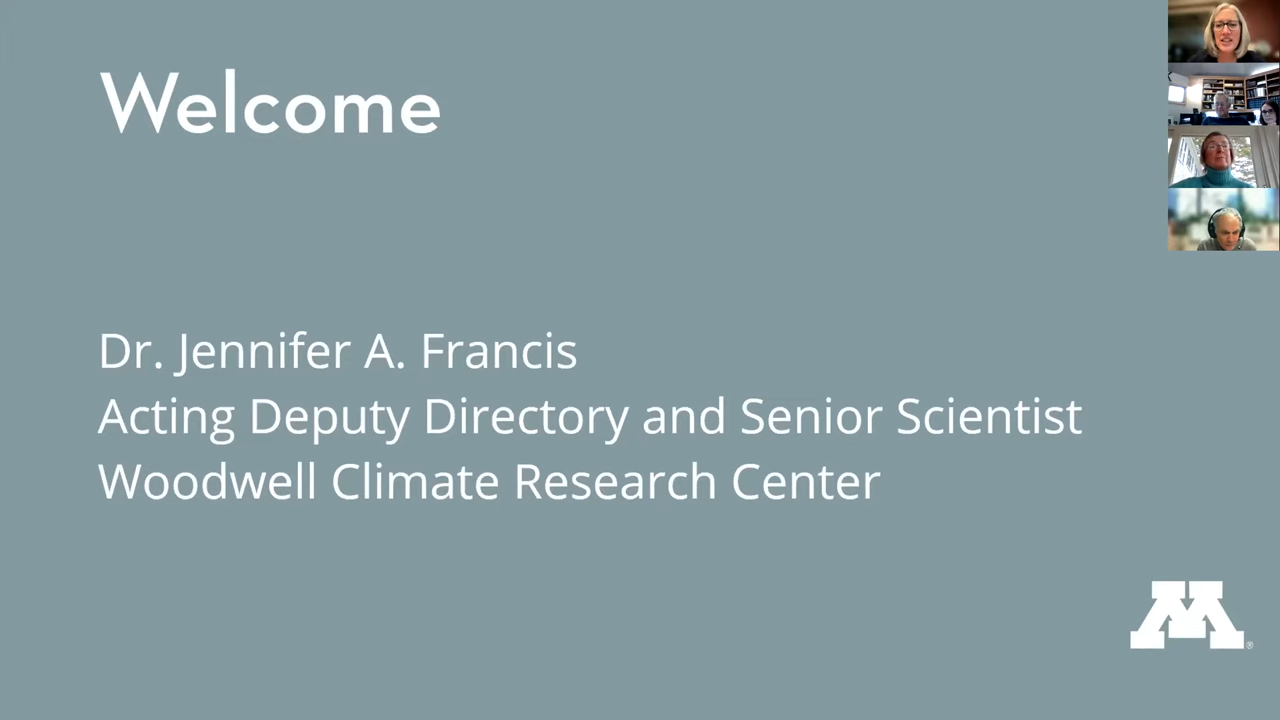 Welcome
Dr. Jennifer A. Francis
Acting Deputy Directory and Senior Scientist
Woodwell Climate Research Center
M®